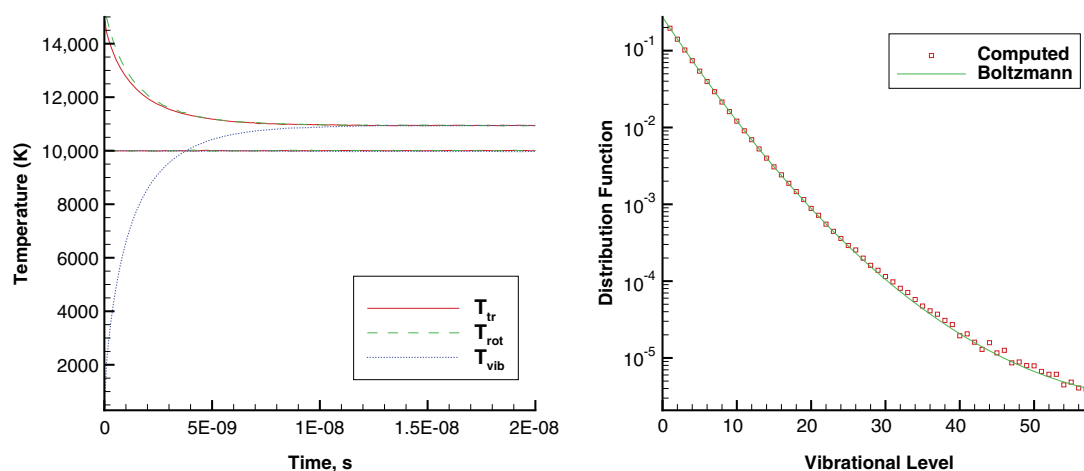 14,000
12,000
10,000
8000
6000
4000
2000
Temperature (K)
0
5E-09
1E-08
1.5E-08
2E-08
Time, s
T_tr
T_rot
T_vib
10^-1
10^-2
10^-3
10^-4
10^-5
Distribution Function
0
10
20
30
40
50
Vibrational Level
Computed
Boltzmann